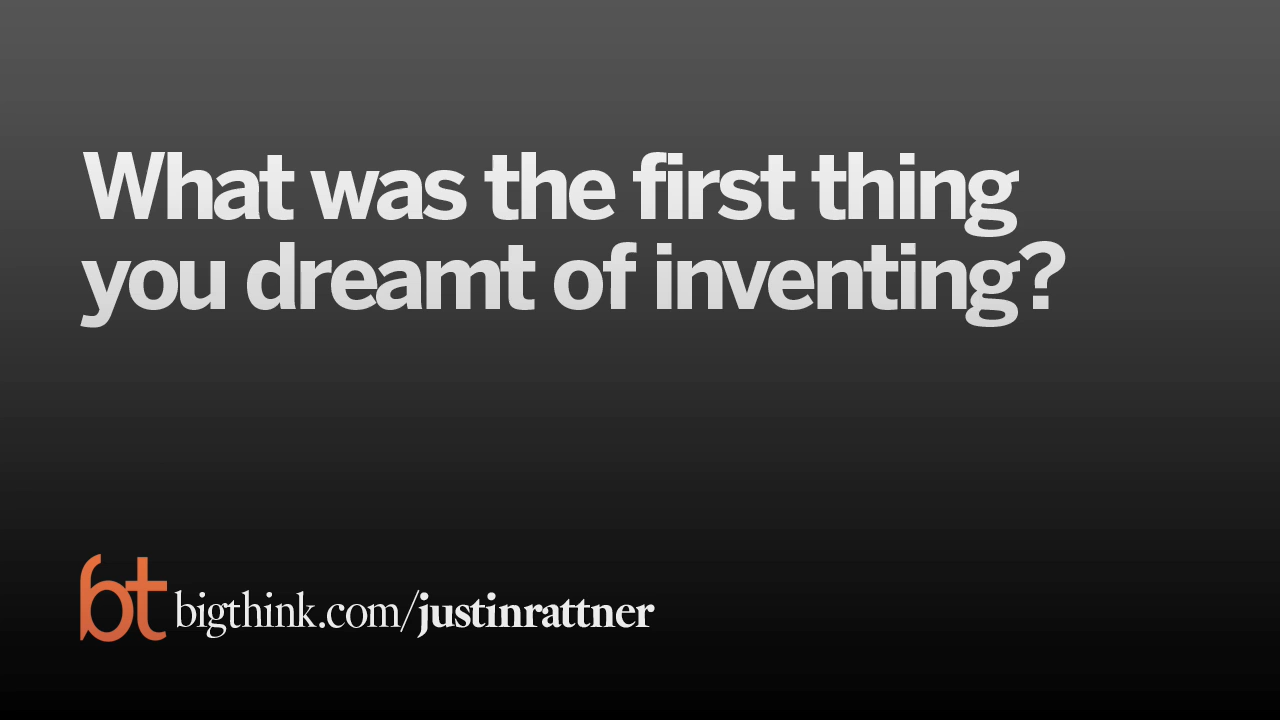 What was the first thing
you dreamt of inventing?
bt bigthink.com/justinrattner